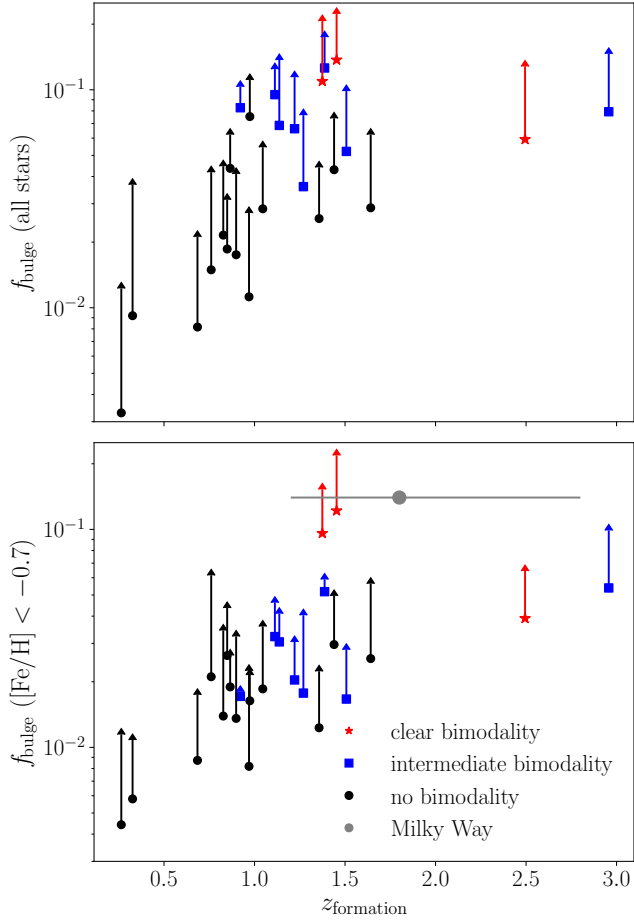 10⁻¹
10⁻²
f_bulge (all stars)
10⁻¹
10⁻²
f_bulge ([Fe/H] < −0.7)
clear bimodality
intermediate bimodality
no bimodality
Milky Way
0.5 1.0 1.5 2.0 2.5 3.0
z_formation